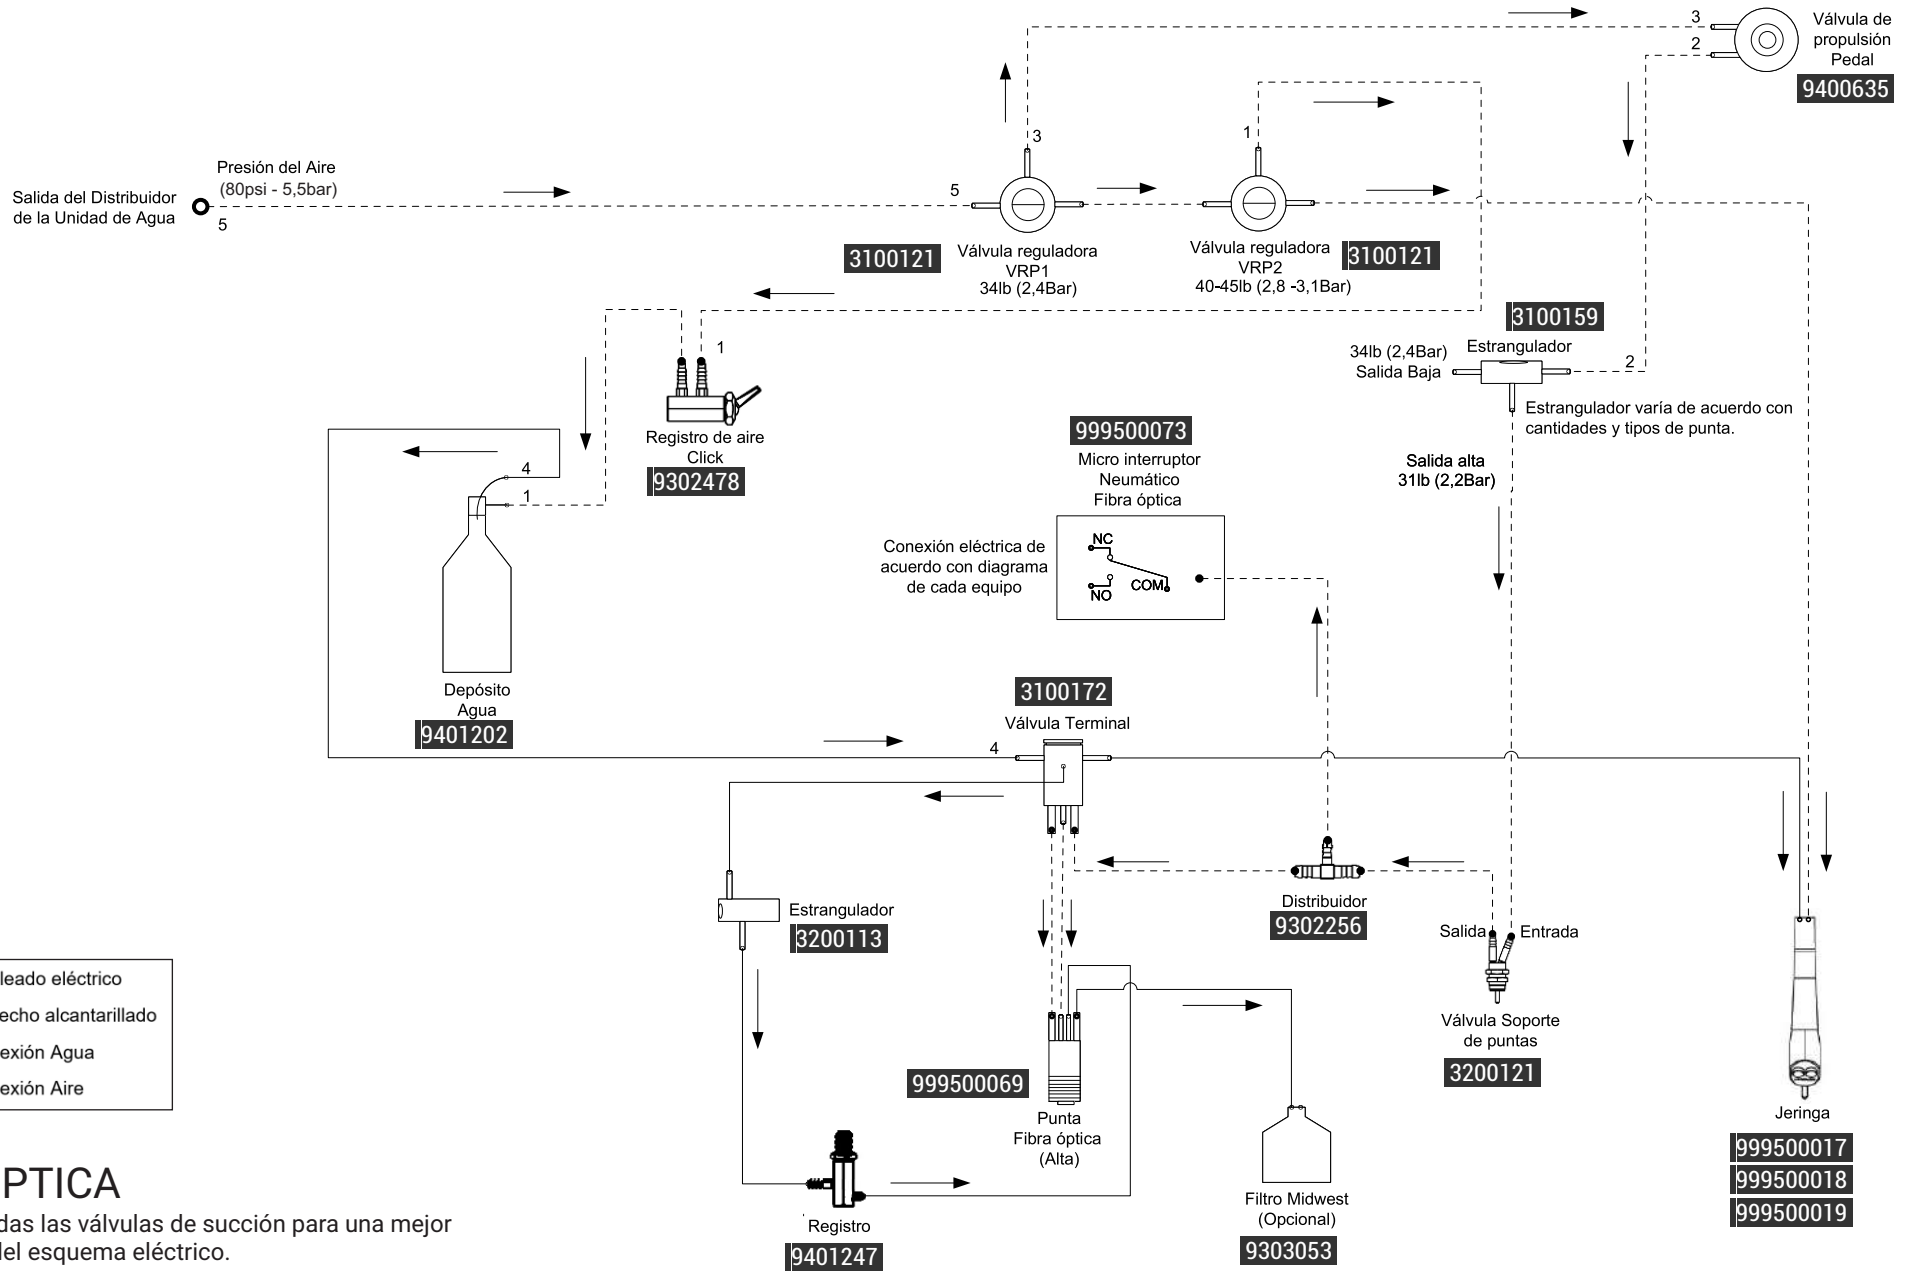 3
2
Válvula de
propulsión
Pedal
9400635
Salida del Distribuidor
de la Unidad de Agua
Presión del Aire
(80psi - 5,5bar)
5
5
3
1
3100121
Válvula reguladora
VRP1
34lb (2,4Bar)
Válvula reguladora
VRP2
40-45lb (2,8 -3,1Bar)
3100121
3100159
Estrangulador
34lb (2,4Bar)
Salida Baja
2
Estrangulador varía de acuerdo con
cantidades y tipos de punta.
Salida alta
31lb (2,2Bar)
1
Registro de aire
Click
9302478
4
1
Depósito
Agua
9401202
999500073
Micro interruptor
Neumático
Fibra óptica
Conexión eléctrica de
acuerdo con diagrama
de cada equipo
NC
NO
COM
3100172
Válvula Terminal
4
Estrangulador
3200113
Distribuidor
9302256
Salida
Entrada
Válvula Soporte
de puntas
3200121
999500069
Punta
Fibra óptica
(Alta)
Registro
9401247
Filtro Midwest
(Opcional)
9303053
Jeringa
999500017
999500018
999500019
leado eléctrico
echo alcantarillado
exión Agua
exión Aire
PTICA
das las válvulas de succión para una mejor
del esquema eléctrico.